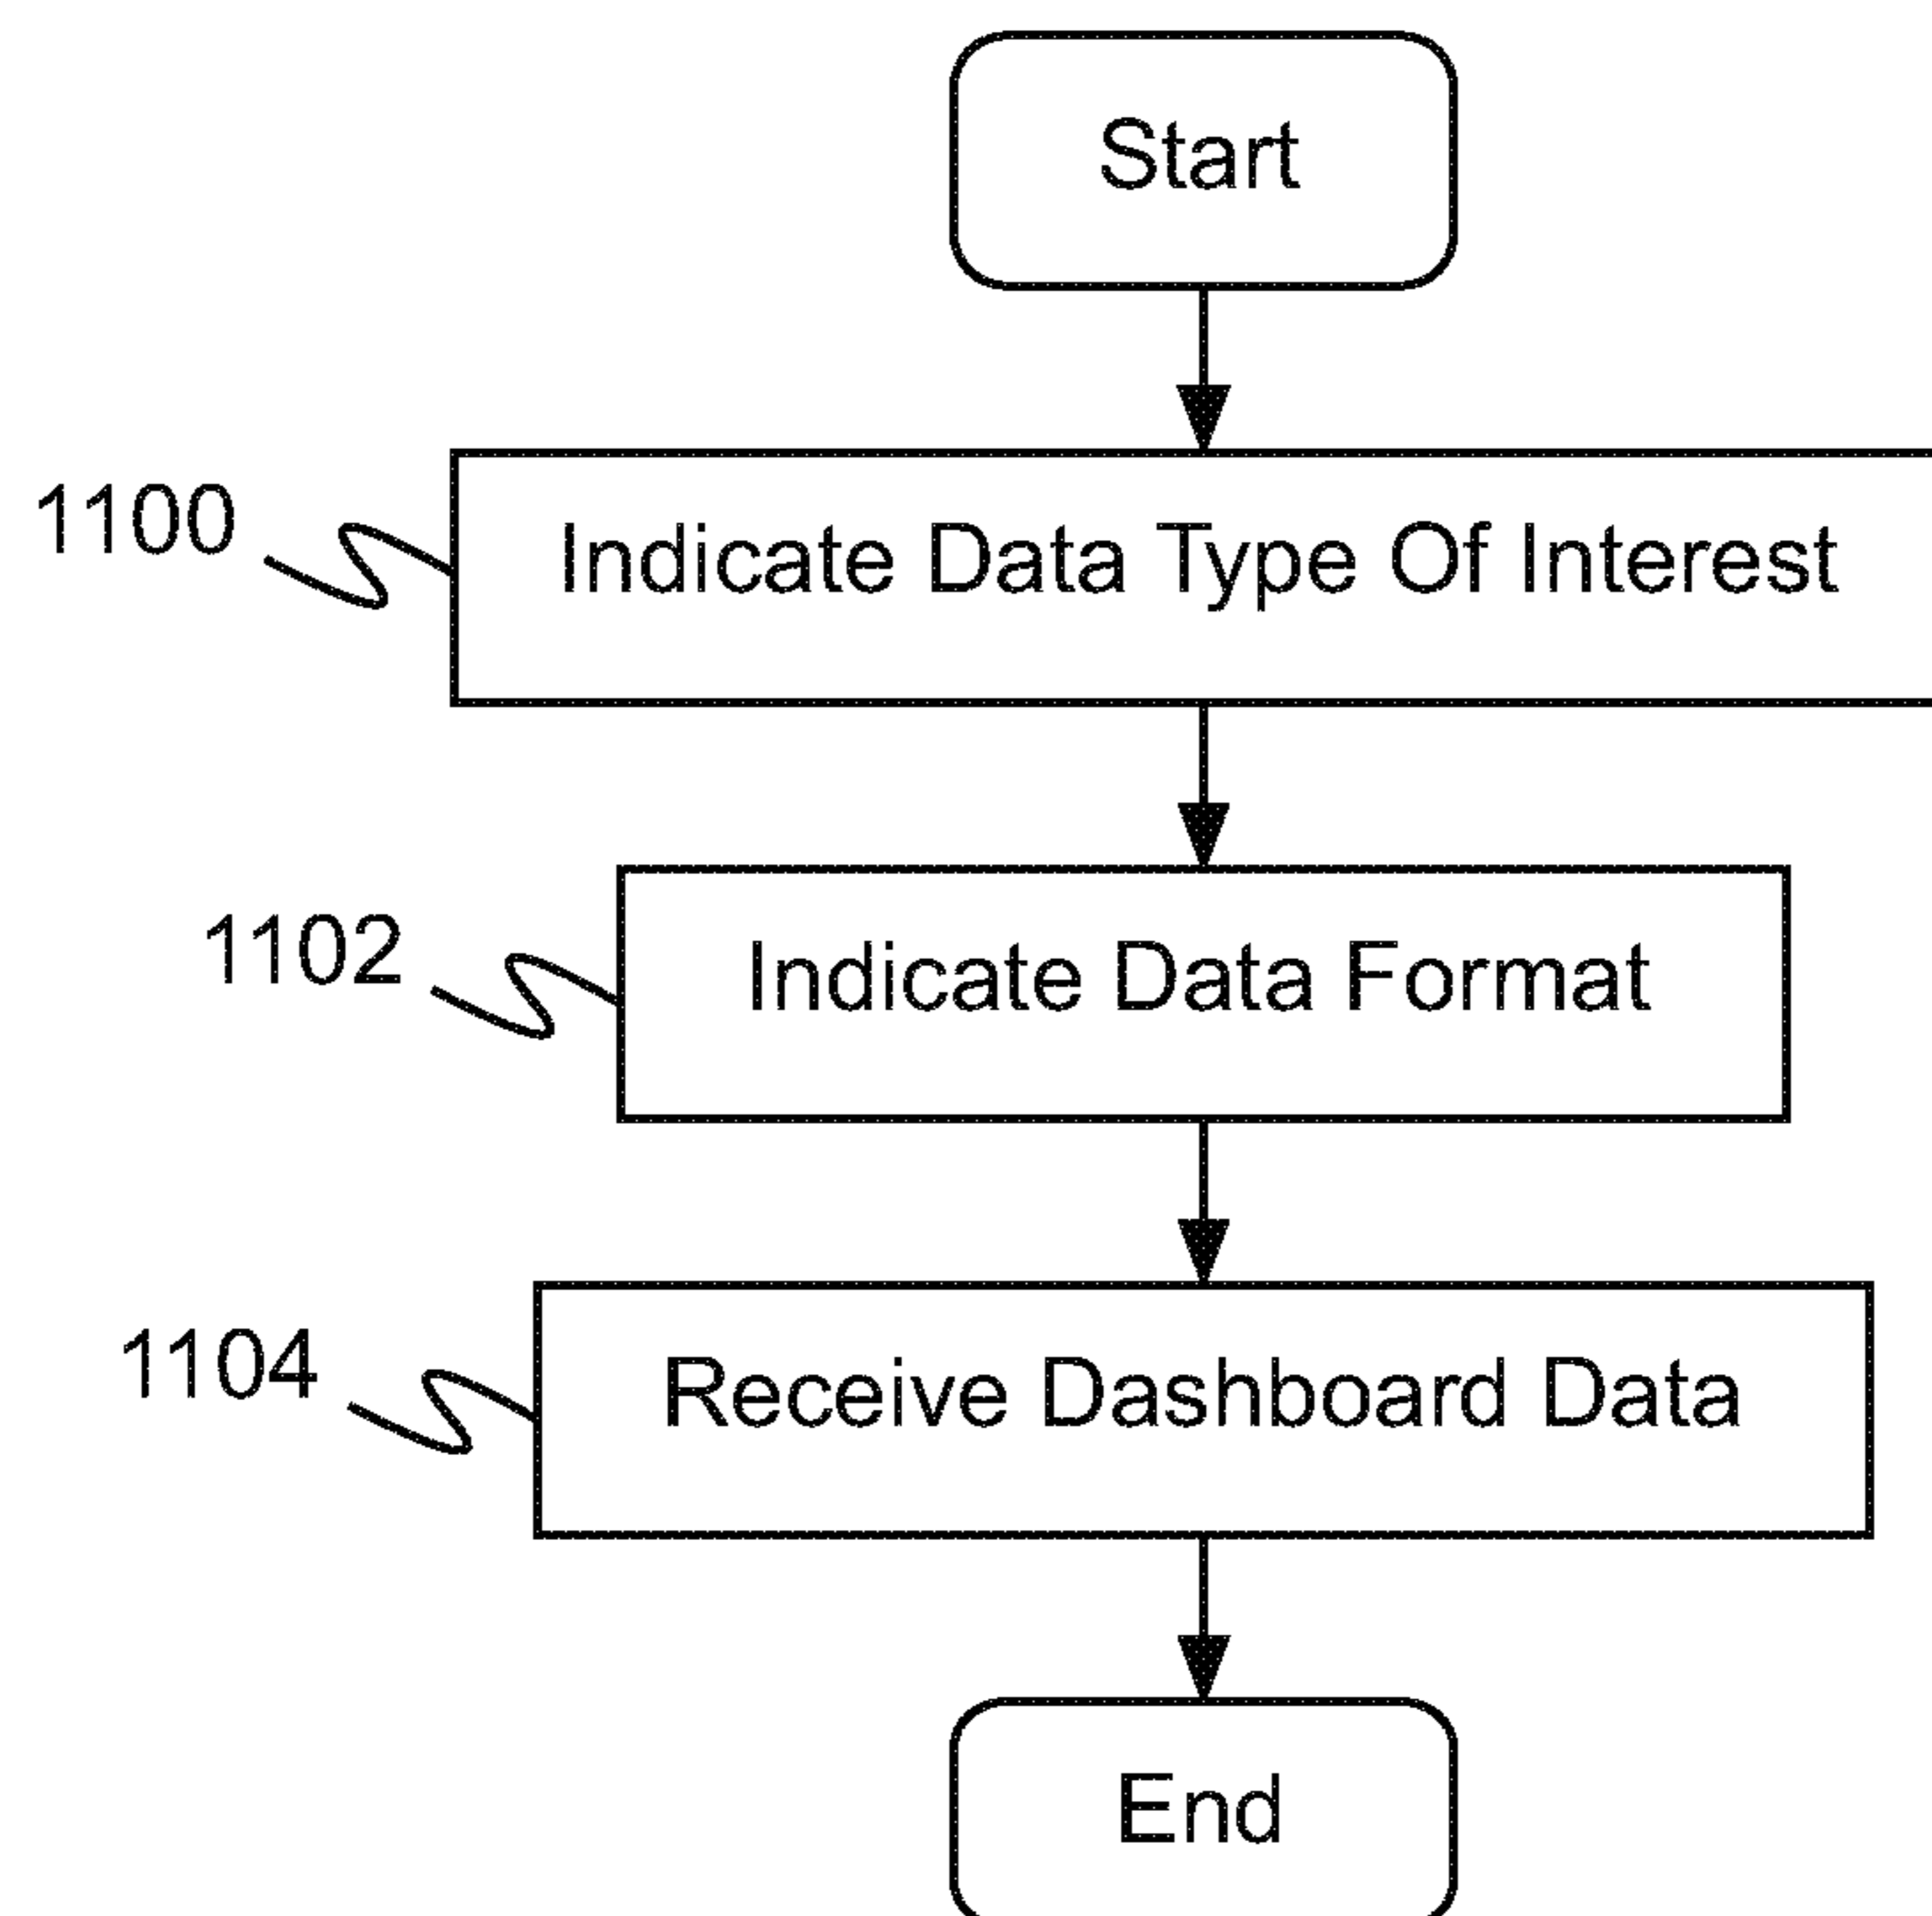 Start
1100
Indicate Data Type Of Interest
1102
Indicate Data Format
1104
Receive Dashboard Data
End